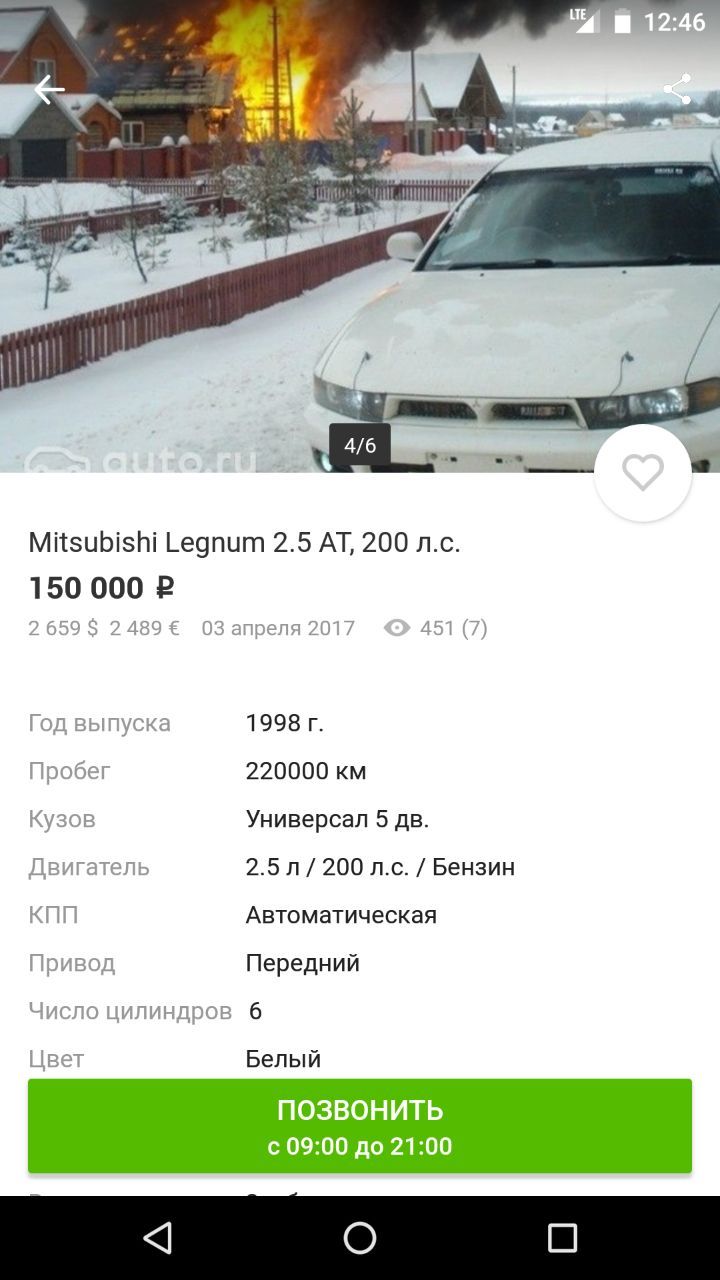 LTE 12:46
4/6
auto.ru
Mitsubishi Legnum 2.5 AT, 200 л.с.
150 000 ₽
2 659 $ 2 489 € 03 апреля 2017 451 (7)
Год выпуска 1998 г.
Пробег 220000 км
Кузов Универсал 5 дв.
Двигатель 2.5 л / 200 л.с. / Бензин
КПП Автоматическая
Привод Передний
Число цилиндров 6
Цвет Белый
ПОЗВОНИТЬ
с 09:00 до 21:00